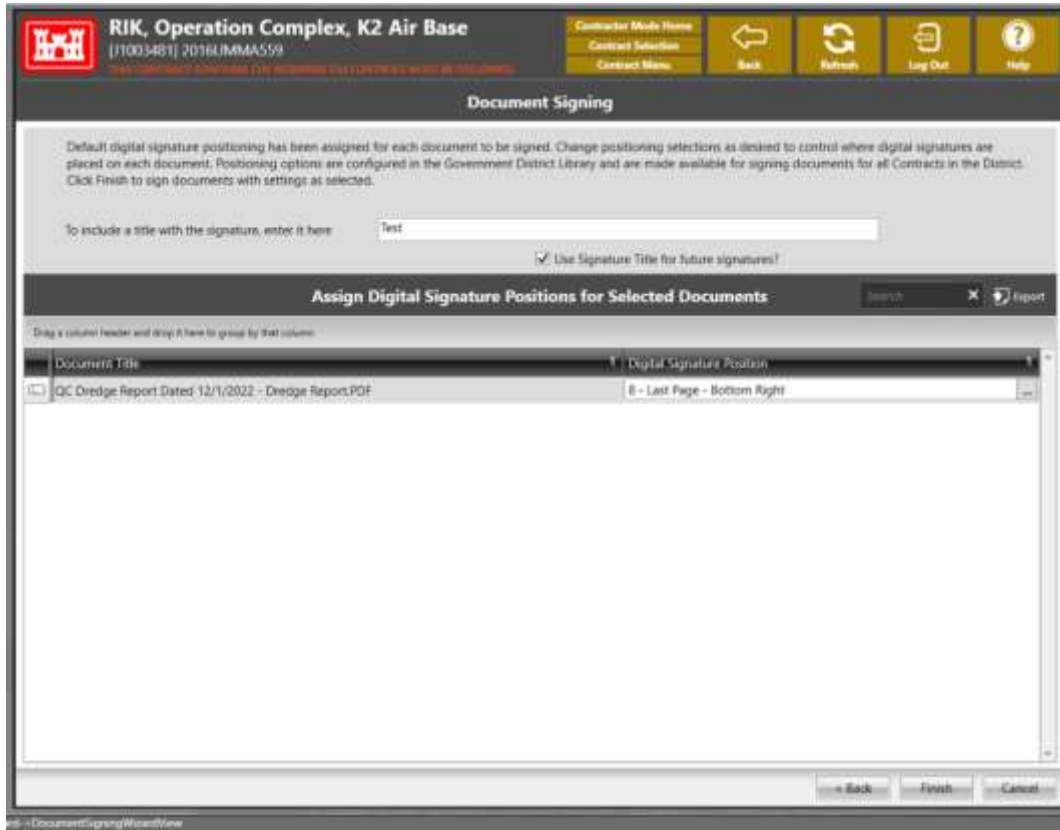 RIK, Operation Complex, K2 Air Base
Contractor Mode Home
[J1003481] 2016UMMA559
Contract Selection
Contract Menu
Back
Refresh
Log Out
Help
Document Signing
Default digital signature positioning has been assigned for each document to be signed. Change positioning selections as desired to control where digital signatures are
placed on each document. Positioning options are configured in the Government District Library and are made available for signing documents for all Contracts in the District.
Click Finish to sign documents with settings as selected.
To include a title with the signature, enter it here
Test
Use Signature Title for future signatures?
Assign Digital Signature Positions for Selected Documents
Search
Export
Drag a column header and drop it here to group by that column
Document Title
Digital Signature Position
QC Dredge Report Dated 12/1/2022 - Dredge Report.PDF
8 - Last Page - Bottom Right
...
< Back
Finish
Cancel
DocumentSigningWizardView